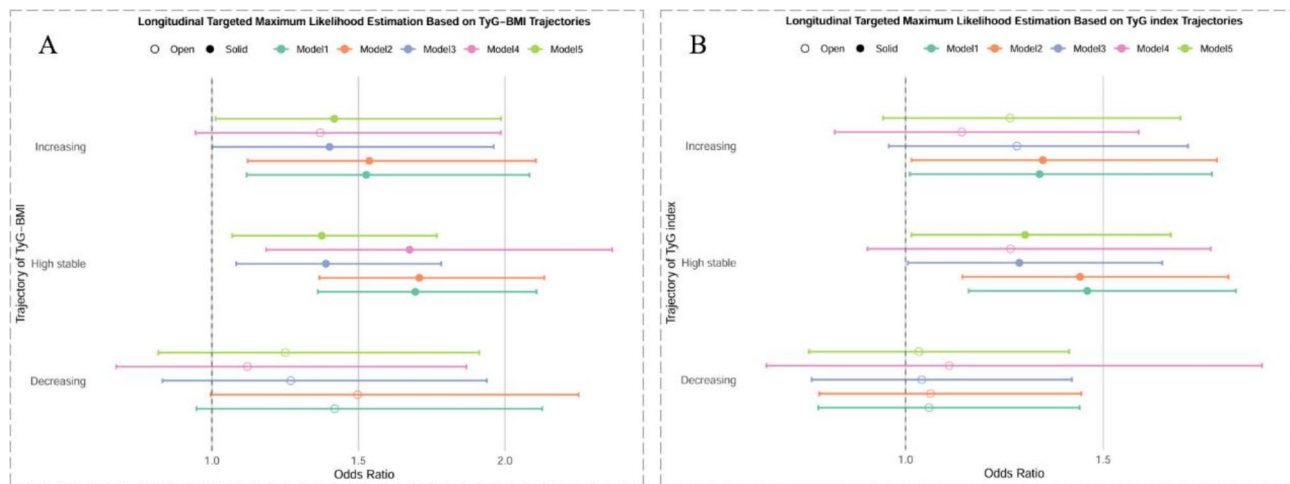 A
Longitudinal Targeted Maximum Likelihood Estimation Based on TyG-BMI Trajectories
Open Solid Model1 Model2 Model3 Model4 Model5
Trajectory of TyG-BMI
Increasing
High stable
Decreasing
1.0 1.5 2.0
Odds Ratio
B
Longitudinal Targeted Maximum Likelihood Estimation Based on TyG index Trajectories
Open Solid Model1 Model2 Model3 Model4 Model5
Trajectory of TyG index
Increasing
High stable
Decreasing
1.0 1.5
Odds Ratio